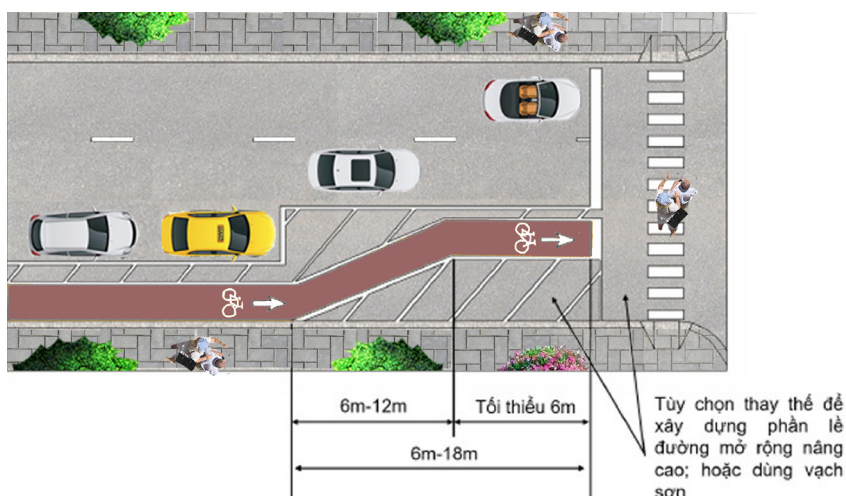 6m-12m
Tối thiểu 6m
6m-18m
Tùy chọn thay thế để
xây dựng phần lề
đường mở rộng nâng
cao; hoặc dùng vạch
sơn